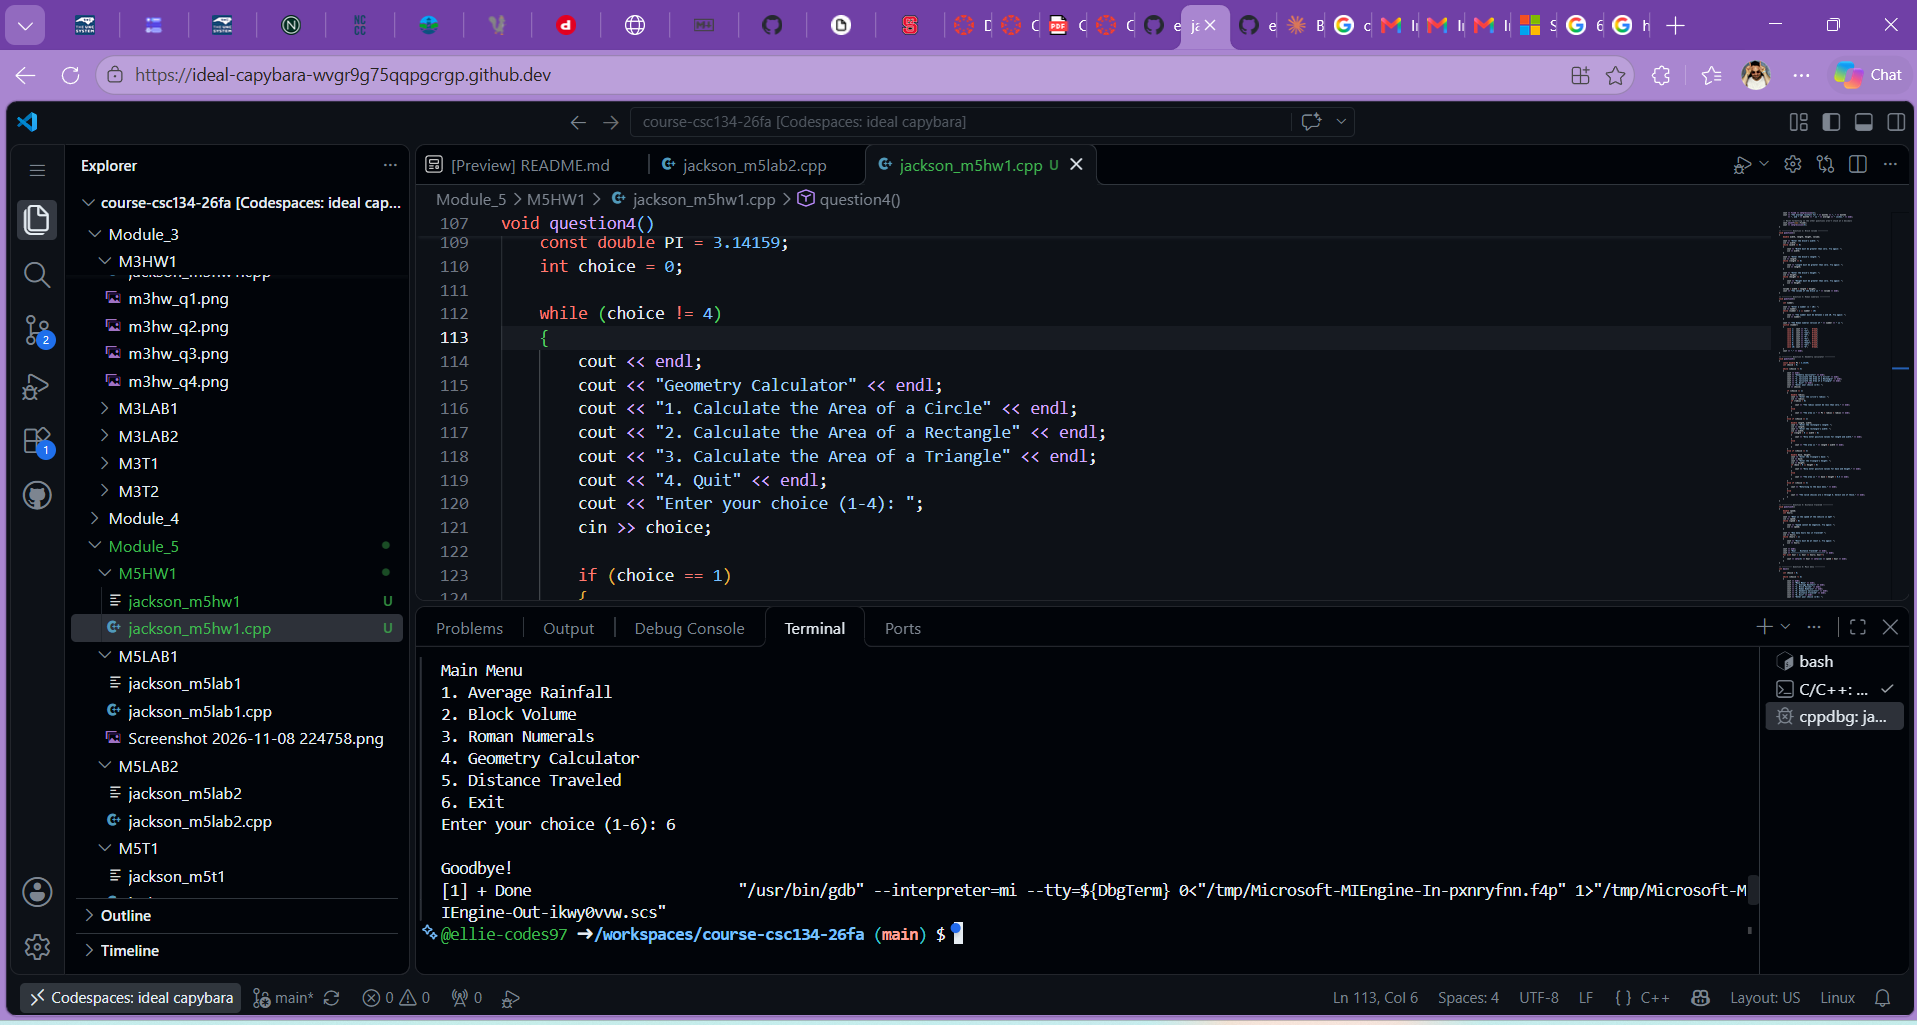 https://ideal-capybara-wvgr9g75qqpgcrgp.github.dev
Chat
course-csc134-26fa [Codespaces: ideal capybara]
Explorer
course-csc134-26fa [Codespaces: ideal cap...
Module_3
M3HW1
m3hw_q1.png
m3hw_q2.png
m3hw_q3.png
m3hw_q4.png
M3LAB1
M3LAB2
M3T1
M3T2
Module_4
Module_5
M5HW1
jackson_m5hw1 U
jackson_m5hw1.cpp U
M5LAB1
jackson_m5lab1
jackson_m5lab1.cpp
Screenshot 2026-11-08 224758.png
M5LAB2
jackson_m5lab2
jackson_m5lab2.cpp
M5T1
jackson_m5t1
Outline
Timeline
2
1
[Preview] README.md
jackson_m5lab2.cpp
jackson_m5hw1.cpp U
Module_5 > M5HW1 > jackson_m5hw1.cpp > question4()
107 void question4()
109 const double PI = 3.14159;
110 int choice = 0;
111
112 while (choice != 4)
113 {
114 cout << endl;
115 cout << "Geometry Calculator" << endl;
116 cout << "1. Calculate the Area of a Circle" << endl;
117 cout << "2. Calculate the Area of a Rectangle" << endl;
118 cout << "3. Calculate the Area of a Triangle" << endl;
119 cout << "4. Quit" << endl;
120 cout << "Enter your choice (1-4): ";
121 cin >> choice;
122
123 if (choice == 1)
124 {
Problems
Output
Debug Console
Terminal
Ports
Main Menu
1. Average Rainfall
2. Block Volume
3. Roman Numerals
4. Geometry Calculator
5. Distance Traveled
6. Exit
Enter your choice (1-6): 6
Goodbye!
[1] + Done "/usr/bin/gdb" --interpreter=mi --tty=${DbgTerm} 0<"/tmp/Microsoft-MIEngine-In-pxnryfnn.f4p" 1>"/tmp/Microsoft-M
IEngine-Out-ikwy0vvw.scs"
@ellie-codes97 ➜/workspaces/course-csc134-26fa (main) $
bash
C/C++: ...
cppdbg: ja...
Codespaces: ideal capybara
main*
0 0
0
Ln 113, Col 6
Spaces: 4
UTF-8
LF
{ } C++
Layout: US
Linux